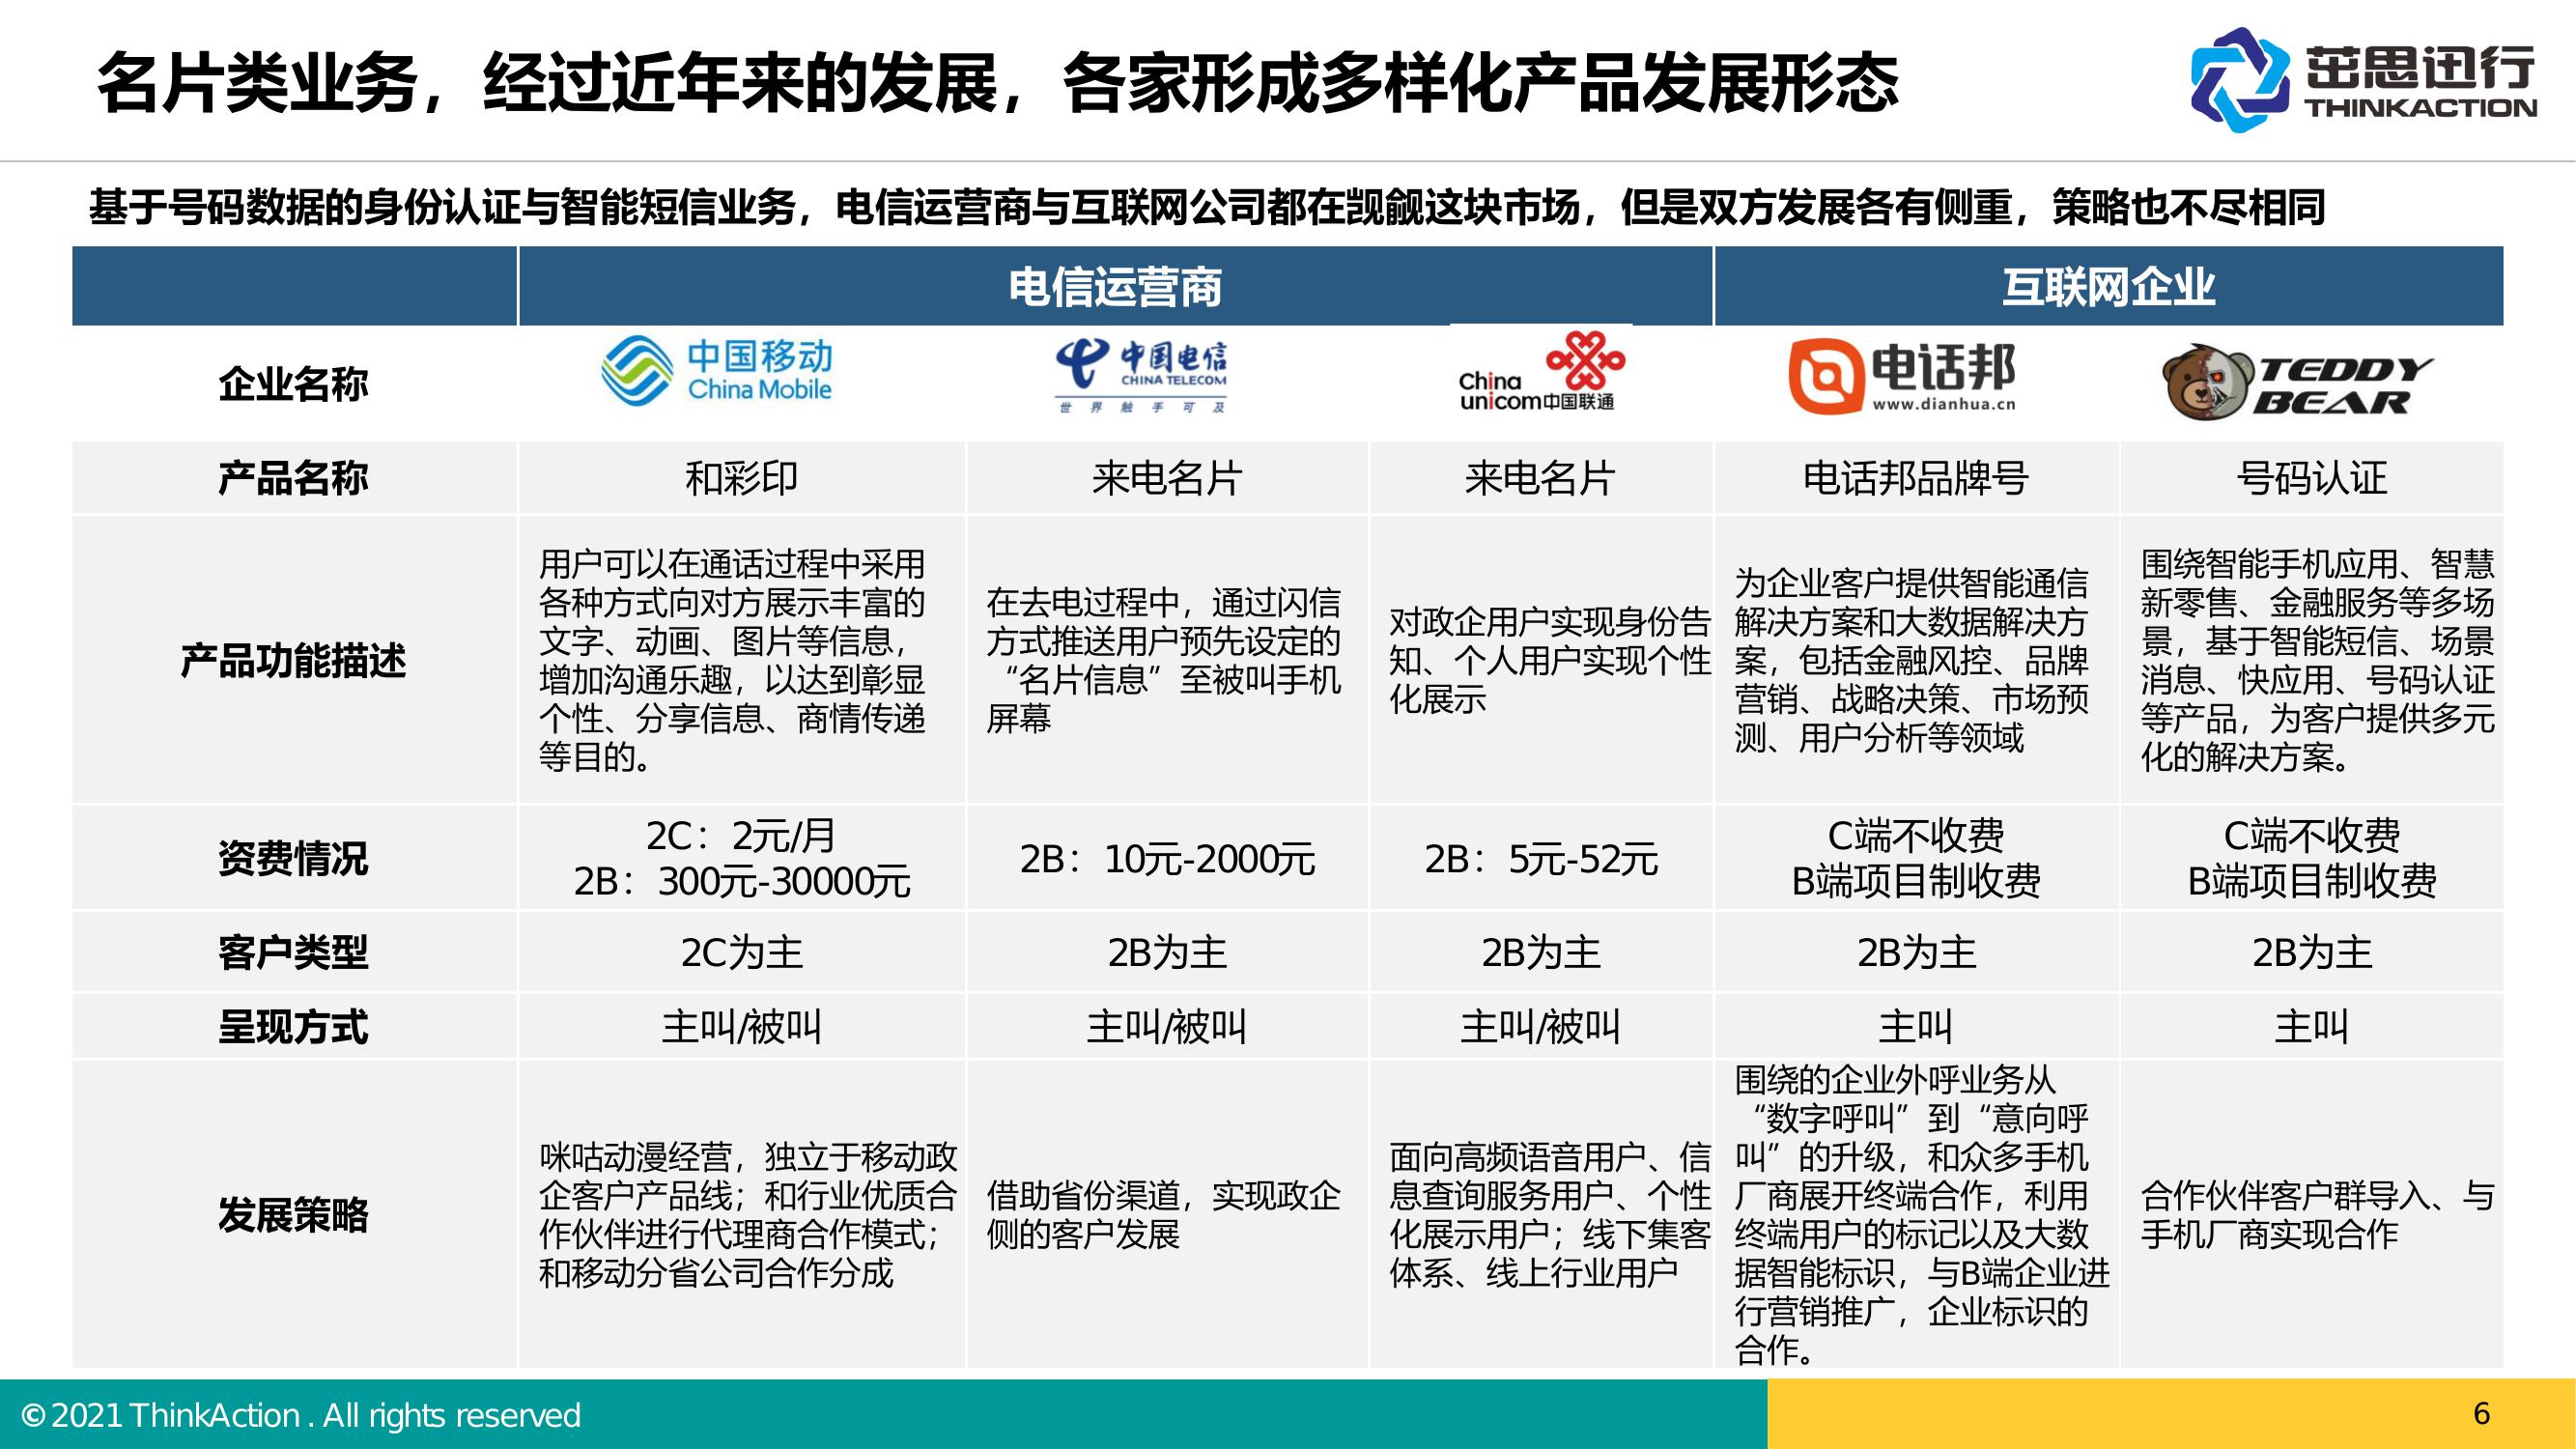 名片类业务，经过近年来的发展，各家形成多样化产品发展形态
茁思迅行
THINKACTION
基于号码数据的身份认证与智能短信业务，电信运营商与互联网公司都在觊觎这块市场，但是双方发展各有侧重，策略也不尽相同
电信运营商
互联网企业
企业名称
中国移动
China Mobile
中国电信
CHINA TELECOM
世界触手可及
China
unicom中国联通
电话邦
www.dianhua.cn
TEDDY
BEAR
产品名称
和彩印
来电名片
来电名片
电话邦品牌号
号码认证
产品功能描述
用户可以在通话过程中采用
各种方式向对方展示丰富的
文字、动画、图片等信息，
增加沟通乐趣，以达到彰显
个性、分享信息、商情传递
等目的。
在去电过程中，通过闪信
方式推送用户预先设定的
“名片信息”至被叫手机
屏幕
对政企用户实现身份告
知、个人用户实现个性
化展示
为企业客户提供智能通信
解决方案和大数据解决方
案，包括金融风控、品牌
营销、战略决策、市场预
测、用户分析等领域
围绕智能手机应用、智慧
新零售、金融服务等多场
景，基于智能短信、场景
消息、快应用、号码认证
等产品，为客户提供多元
化的解决方案。
资费情况
2C：2元/月
2B：300元-30000元
2B：10元-2000元
2B：5元-52元
C端不收费
B端项目制收费
C端不收费
B端项目制收费
客户类型
2C为主
2B为主
2B为主
2B为主
2B为主
呈现方式
主叫/被叫
主叫/被叫
主叫/被叫
主叫
主叫
发展策略
咪咕动漫经营，独立于移动政
企客户产品线；和行业优质合
作伙伴进行代理商合作模式；
和移动分省公司合作分成
借助省份渠道，实现政企
侧的客户发展
面向高频语音用户、信
息查询服务用户、个性
化展示用户；线下集客
体系、线上行业用户
围绕的企业外呼业务从
“数字呼叫”到“意向呼
叫”的升级，和众多手机
厂商展开终端合作，利用
终端用户的标记以及大数
据智能标识，与B端企业进
行营销推广，企业标识的
合作。
合作伙伴客户群导入、与
手机厂商实现合作
© 2021 ThinkAction . All rights reserved
6